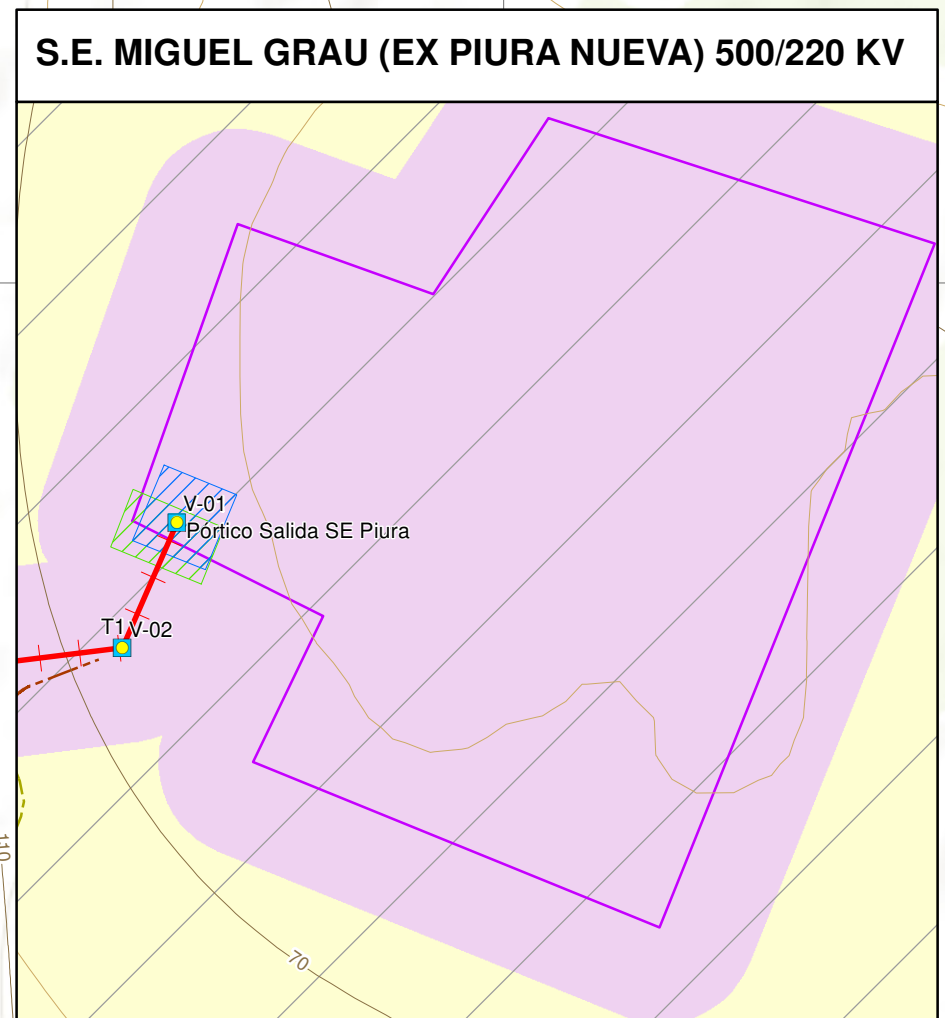 S.E. MIGUEL GRAU (EX PIURA NUEVA) 500/220 KV
V-01
Pórtico Salida SE Piura
T1 V-02
110
70